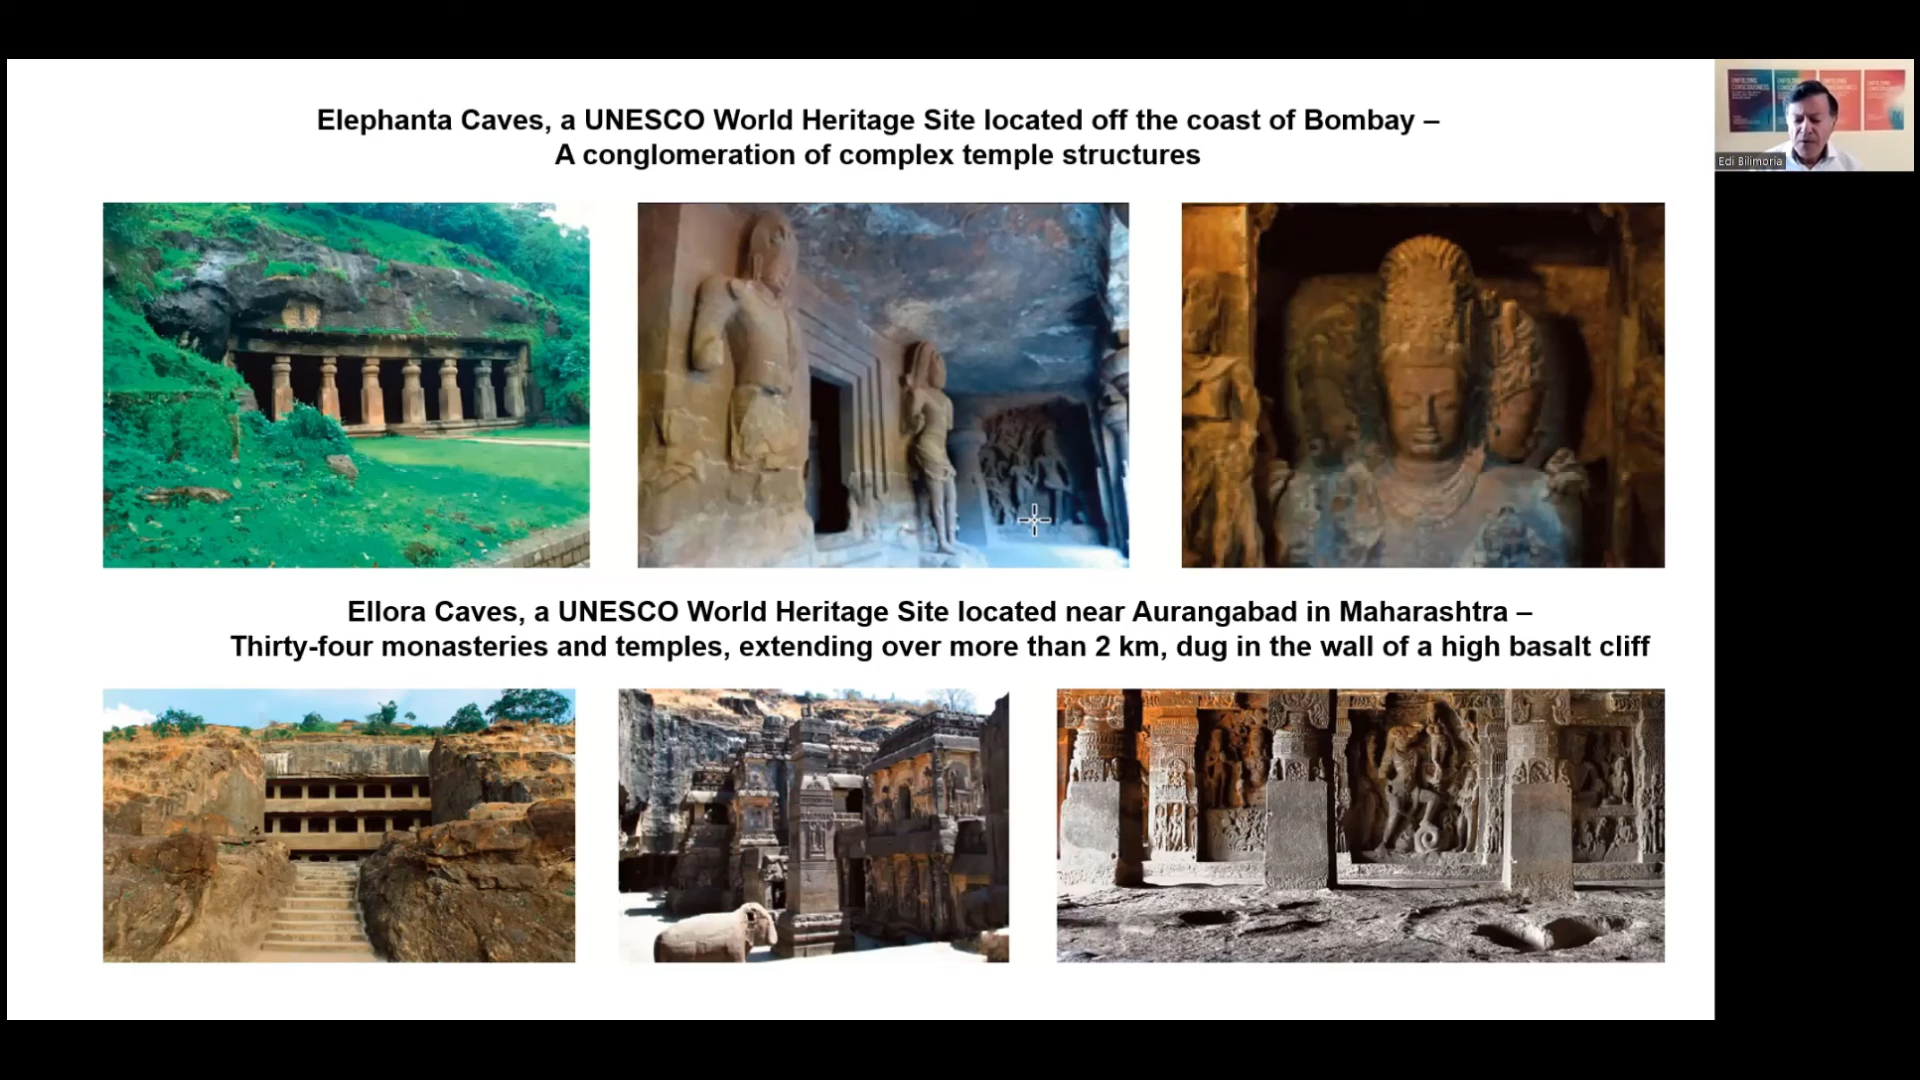 Elephanta Caves, a UNESCO World Heritage Site located off the coast of Bombay –
A conglomeration of complex temple structures
Edi Bilimoria
Ellora Caves, a UNESCO World Heritage Site located near Aurangabad in Maharashtra –
Thirty-four monasteries and temples, extending over more than 2 km, dug in the wall of a high basalt cliff